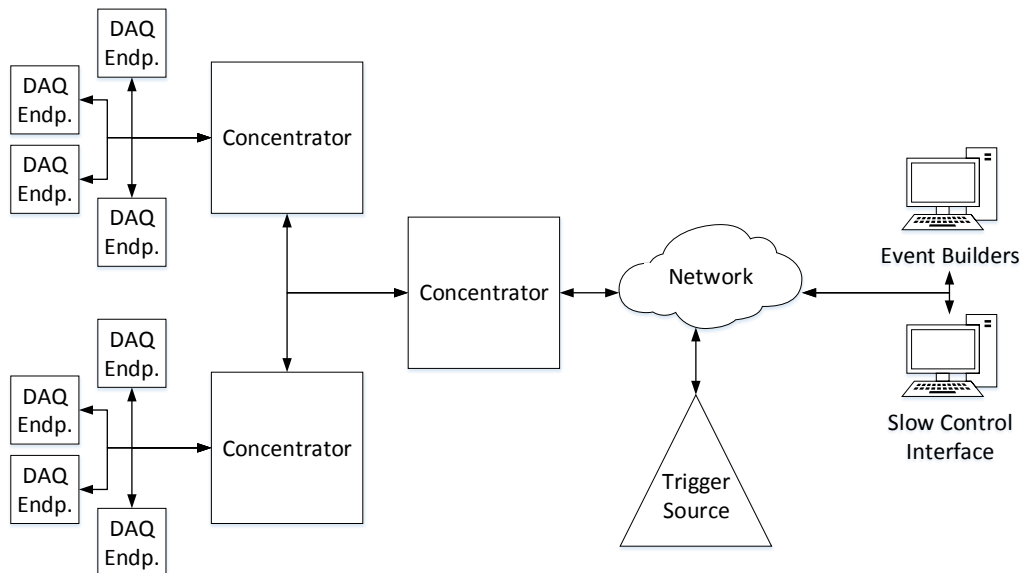 DAQ
Endp.
DAQ
Endp.
DAQ
Endp.
DAQ
Endp.
Concentrator
Concentrator
Network
Event Builders
Slow Control
Interface
Trigger
Source
DAQ
Endp.
DAQ
Endp.
DAQ
Endp.
DAQ
Endp.
Concentrator